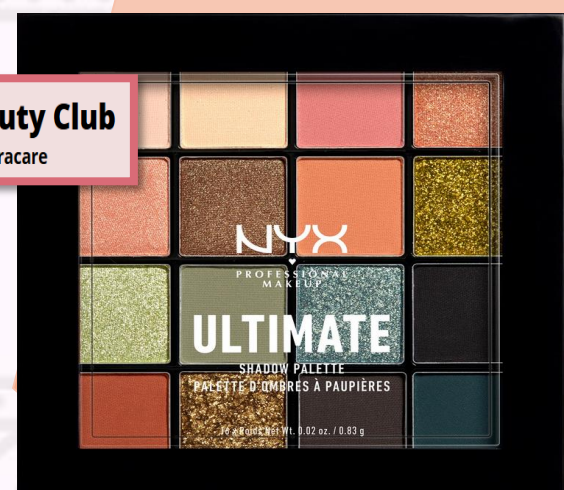 uty Club
racare
NYX
PROFESSIONAL
MAKEUP
ULTIMATE
SHADOW PALETTE
PALETTE D'OMBRES À PAUPIÈRES
Net Wt. 0.02 oz. / 0.83 g